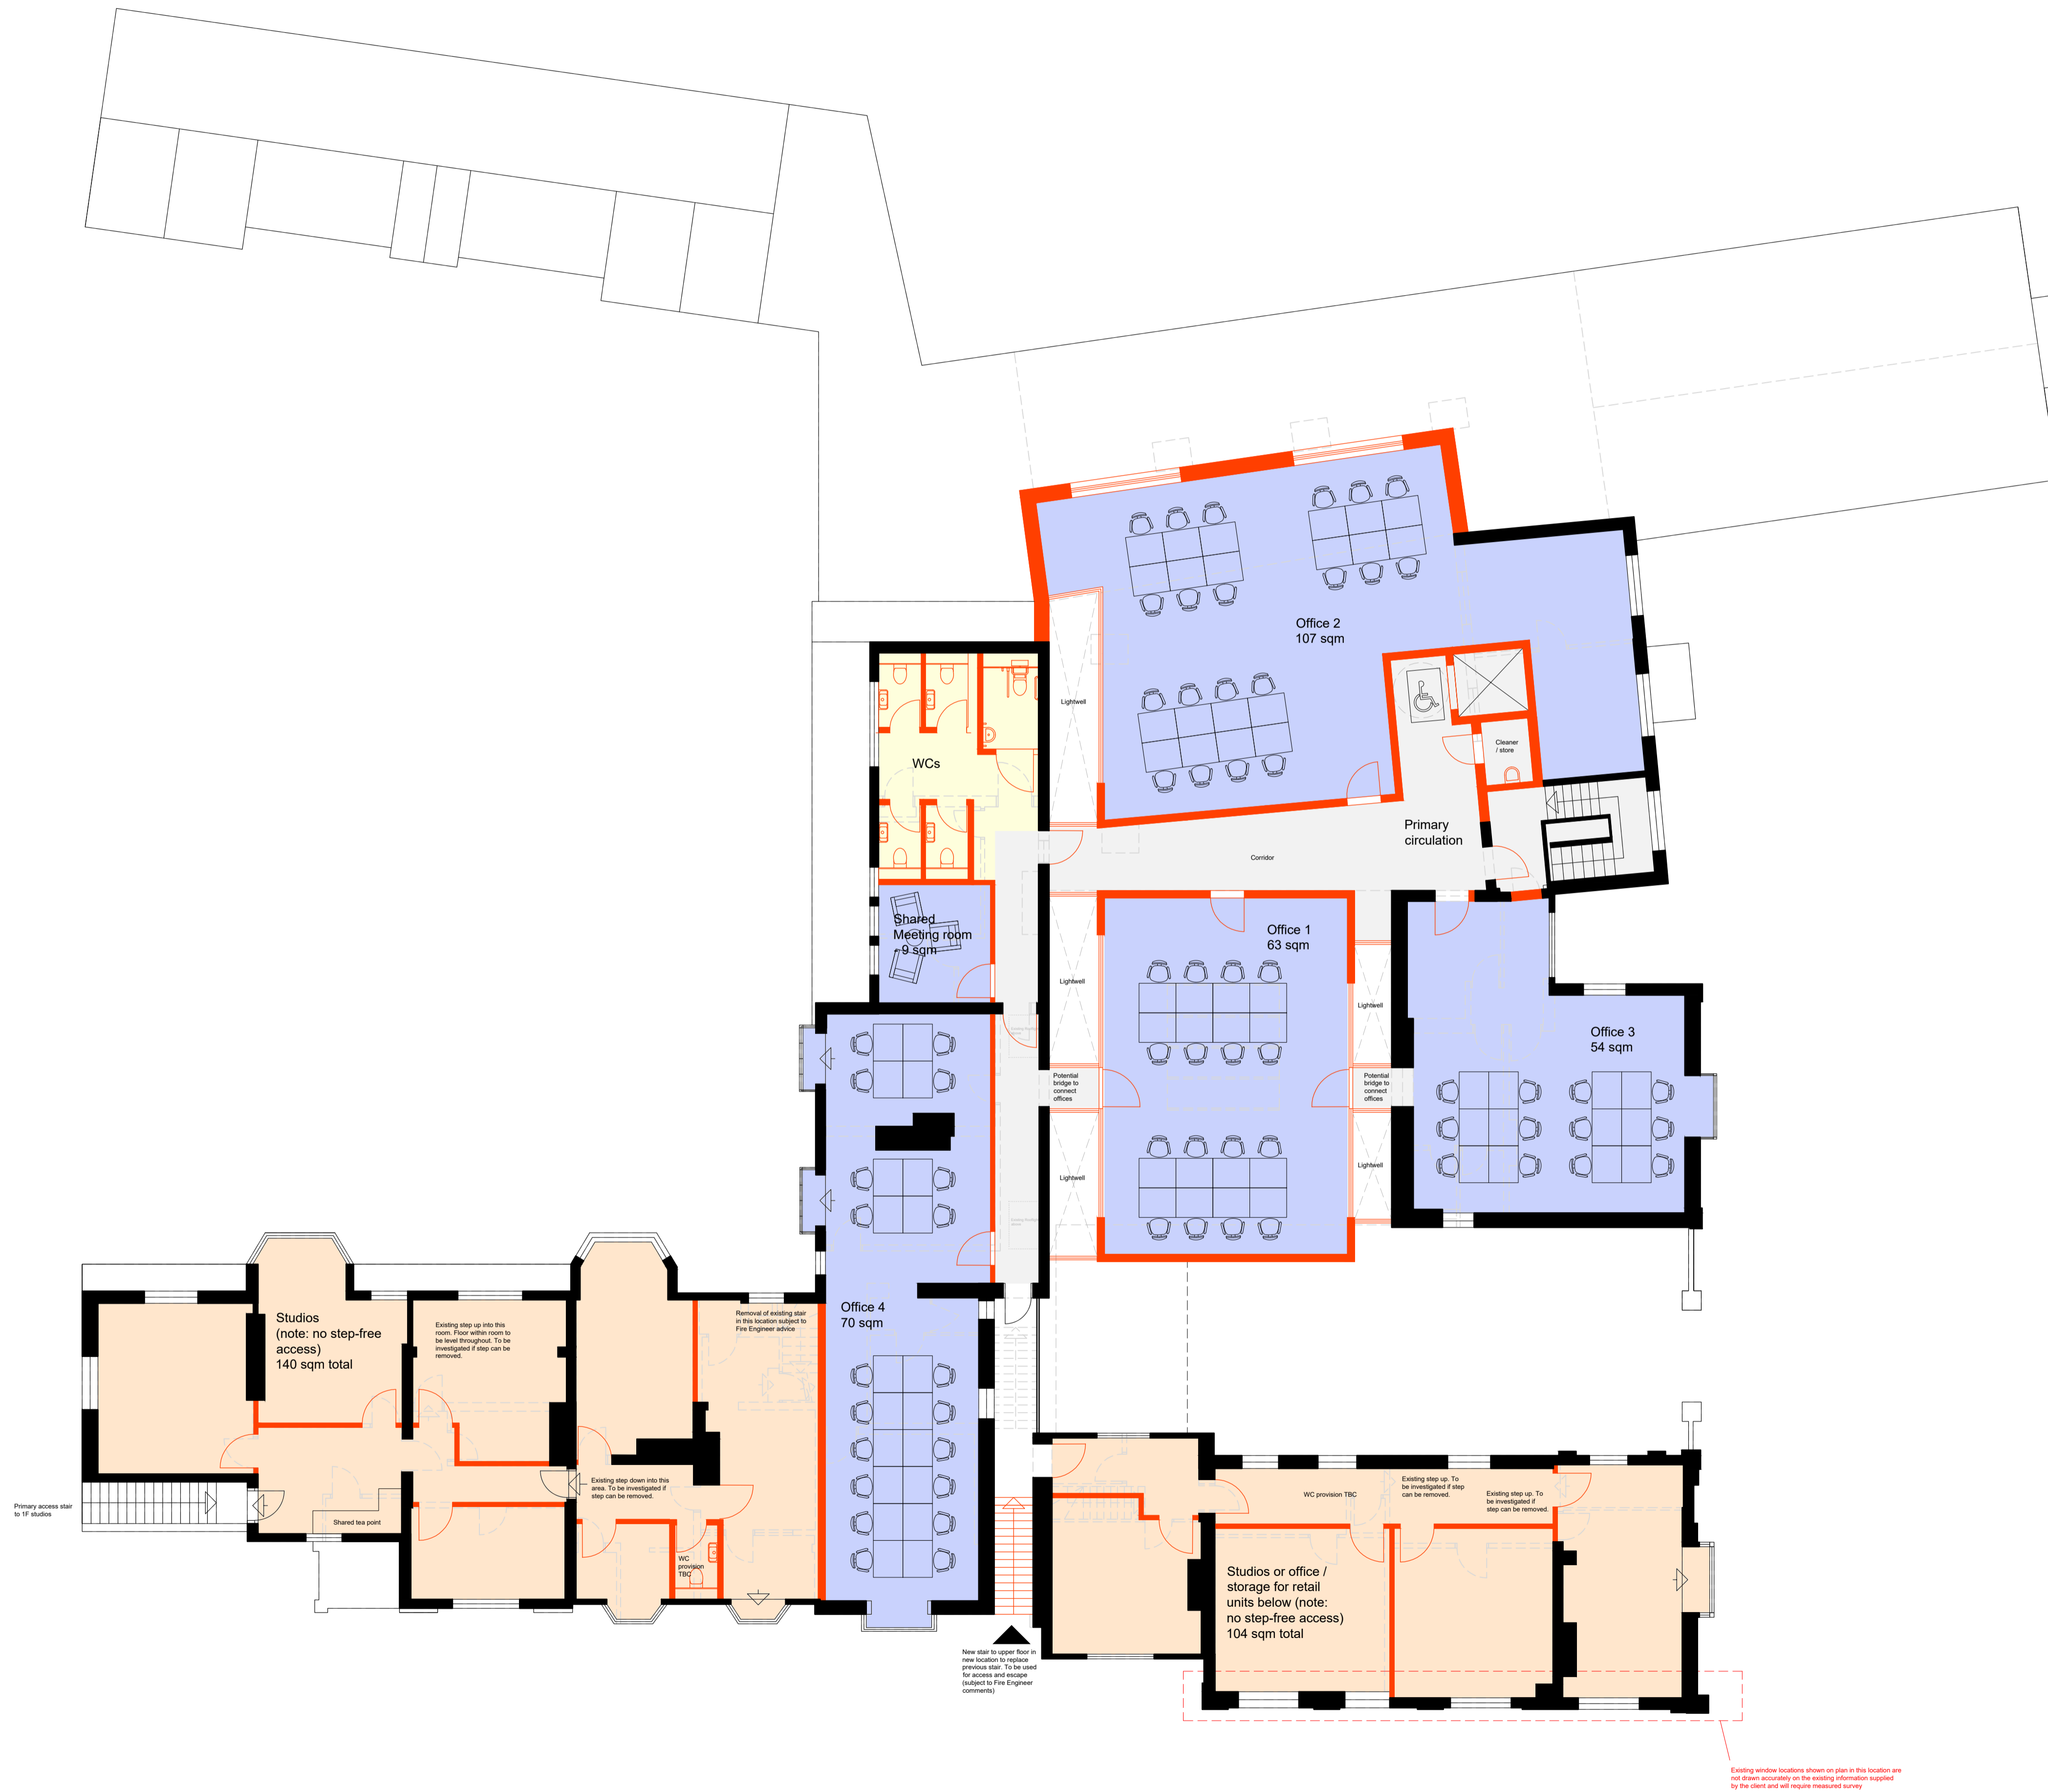 Office 2
107 sqm
Lightwell
Cleaner
/ store
WCs
Primary
circulation
Corridor
Shared
Meeting room
- 9 sqm
Office 1
63 sqm
Lightwell
Lightwell
Office 3
54 sqm
Potential
bridge to
connect
offices
Potential
bridge to
connect
offices
Lightwell
Lightwell
Office 4
70 sqm
Removal of existing stair
in this location subject to
Fire Engineer advice
Studios
(note: no step-free
access)
140 sqm total
Existing step up into this
room. Floor within room to
be level throughout. To be
investigated if step can be
removed.
Existing step down into this
area. To be investigated if
step can be removed.
Primary access stair
to 1F studios
Shared tea point
WC
provision
TBC
WC provision TBC
Existing step up. To
be investigated if step
can be removed.
Existing step up. To
be investigated if
step can be removed.
Studios or office /
storage for retail
units below (note:
no step-free access)
104 sqm total
New stair to upper floor in
new location to replace
previous stair. To be used
for access and escape
(subject to Fire Engineer
comments)
Existing window locations shown on plan in this location are
not drawn accurately on the existing information supplied
by the client and will require measured survey